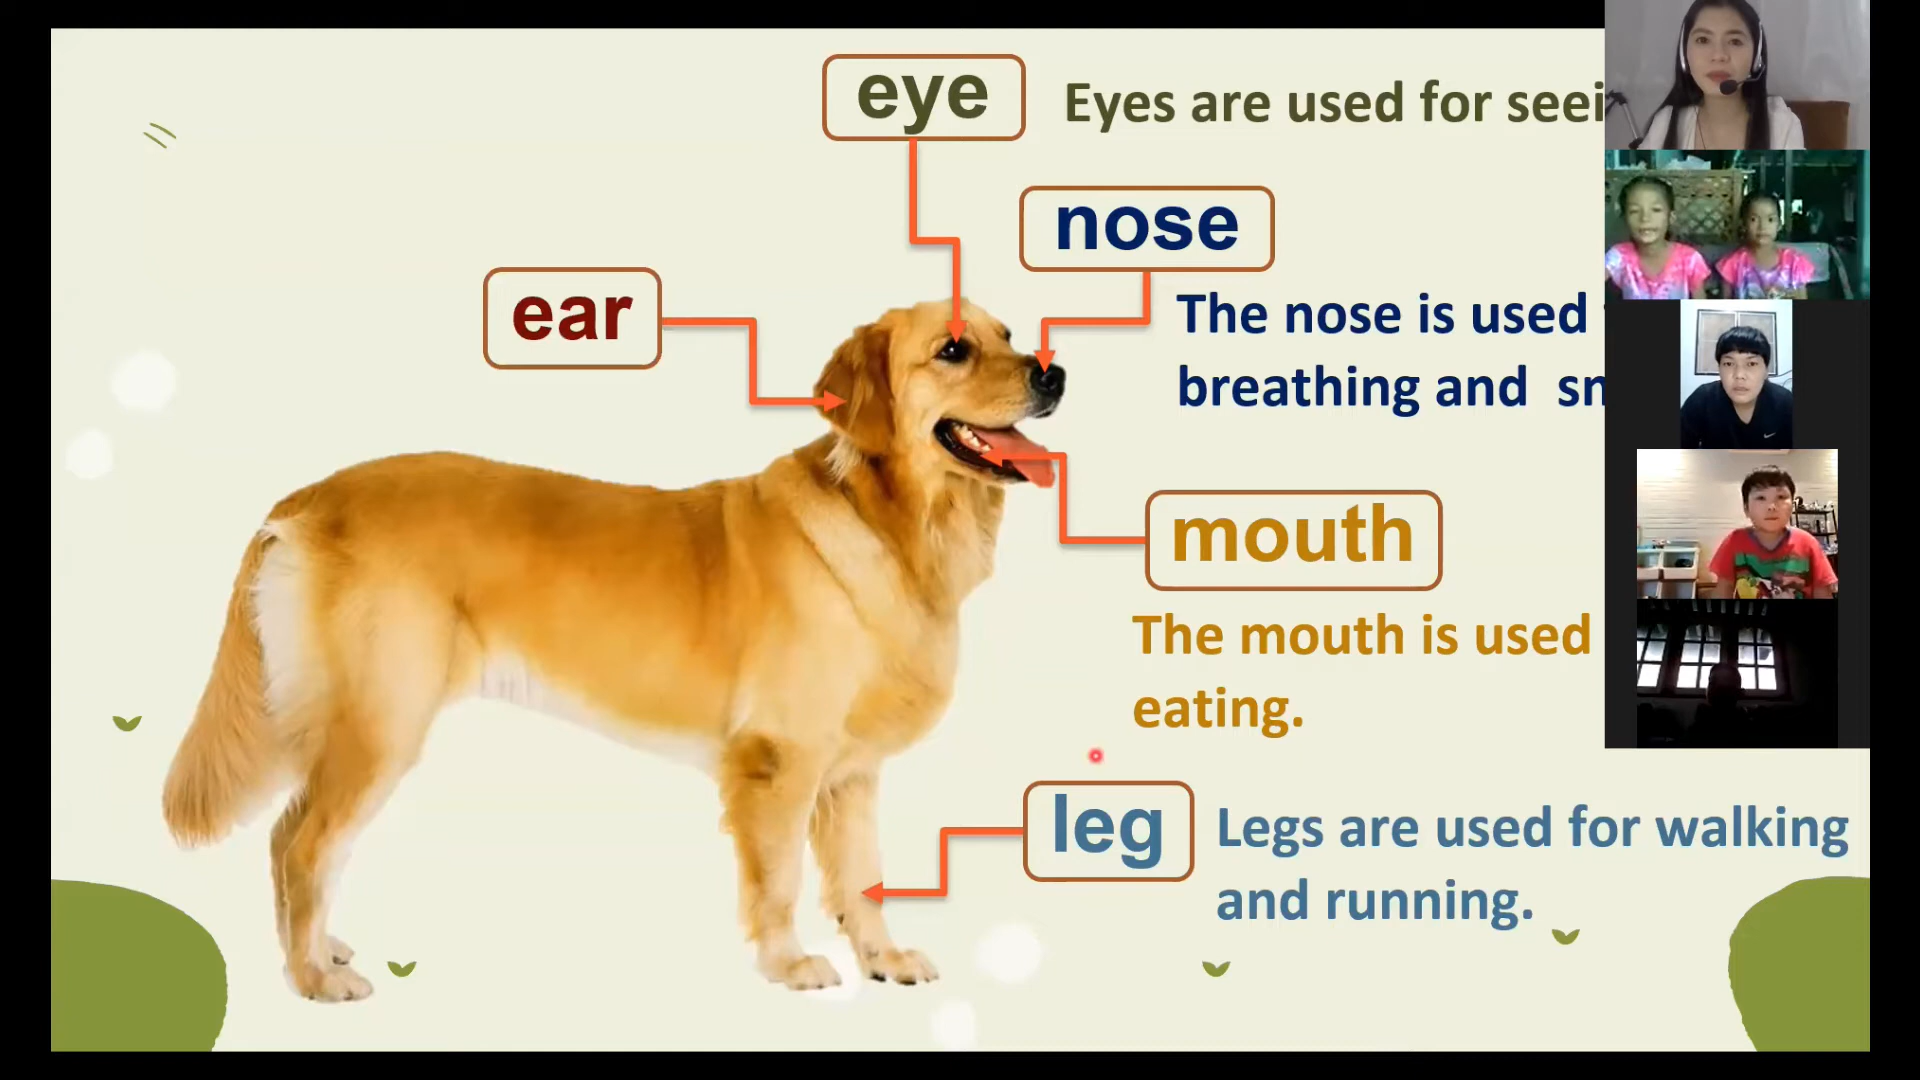 eye
Eyes are used for seei
nose
ear
The nose is used
breathing and sn
mouth
The mouth is used
eating.
leg
Legs are used for walking
and running.